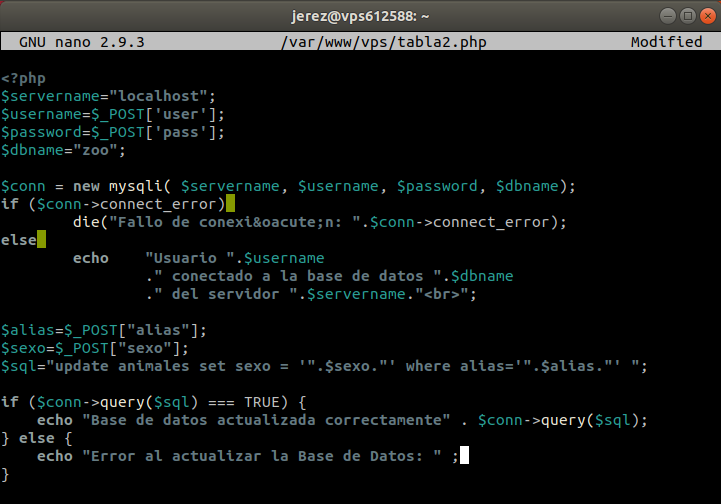 jerez@vps612588: ~
GNU nano 2.9.3 /var/www/vps/tabla2.php Modified
<?php
$servername="localhost";
$username=$_POST['user'];
$password=$_POST['pass'];
$dbname="zoo";
$conn = new mysqli( $servername, $username, $password, $dbname);
if ($conn->connect_error)
        die("Fallo de conexi&oacute;n: ".$conn->connect_error);
else
        echo    "Usuario ".$username
                ." conectado a la base de datos ".$dbname
                ." del servidor ".$servername."<br>";
$alias=$_POST["alias"];
$sexo=$_POST["sexo"];
$sql="update animales set sexo = '".$sexo."' where alias='".$alias."' ";
if ($conn->query($sql) === TRUE) {
    echo "Base de datos actualizada correctamente" . $conn->query($sql);
} else {
    echo "Error al actualizar la Base de Datos: " ;
}